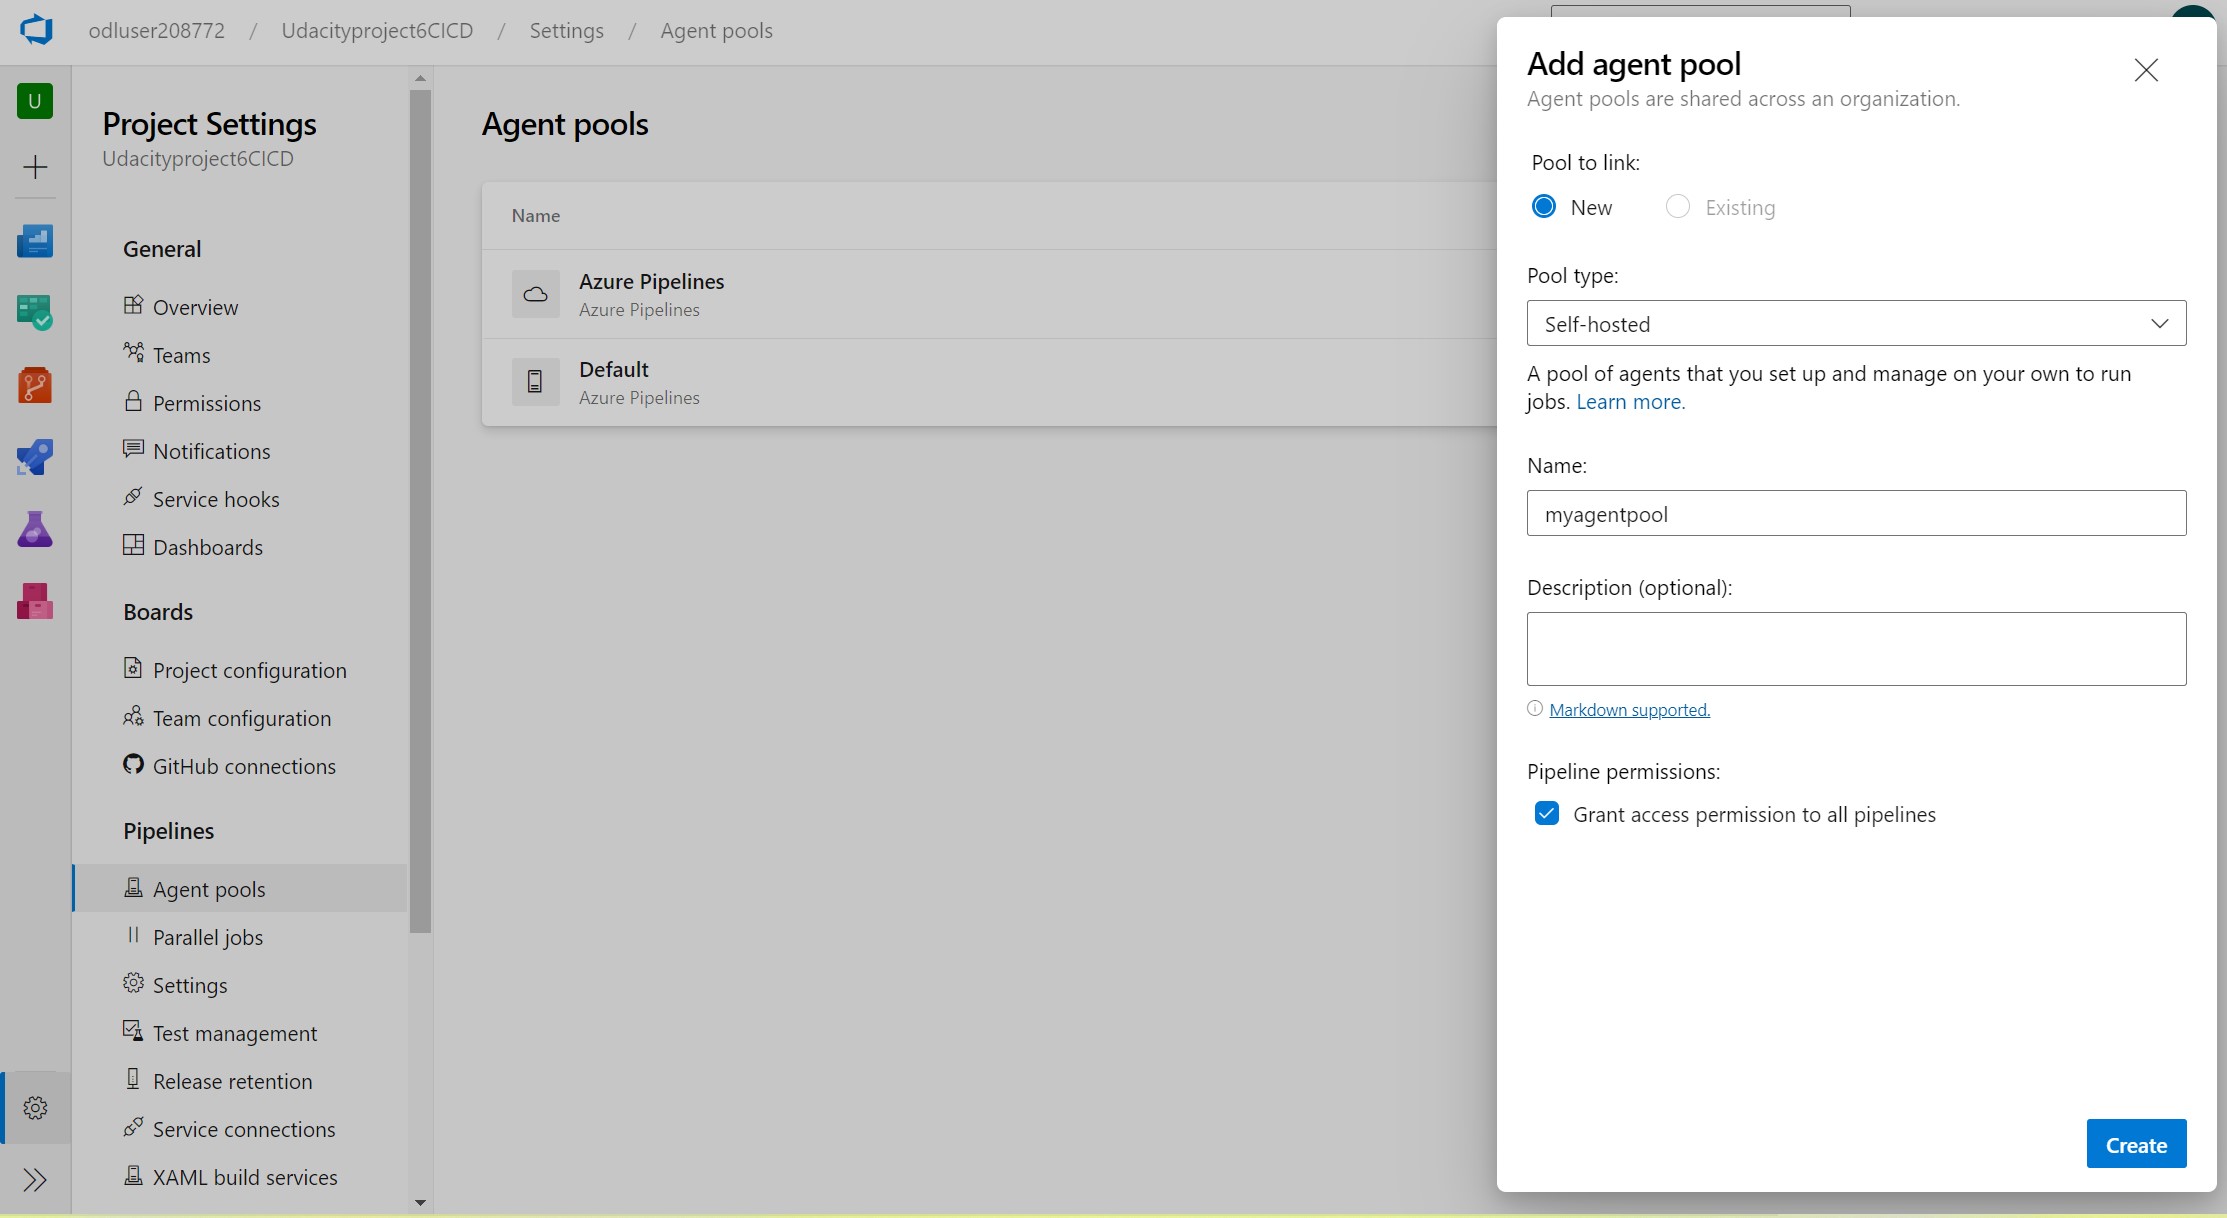 odluser208772 / Udacityproject6CICD / Settings / Agent pools
U
Project Settings
Udacityproject6CICD
General
Overview
Teams
Permissions
Notifications
Service hooks
Dashboards
Boards
Project configuration
Team configuration
GitHub connections
Pipelines
Agent pools
Parallel jobs
Settings
Test management
Release retention
Service connections
XAML build services
Agent pools
Name
Azure Pipelines
Azure Pipelines
Default
Azure Pipelines
Add agent pool
Agent pools are shared across an organization.
Pool to link:
New Existing
Pool type:
Self-hosted
A pool of agents that you set up and manage on your own to run
jobs. Learn more.
Name:
myagentpool
Description (optional):
Markdown supported.
Pipeline permissions:
Grant access permission to all pipelines
Create